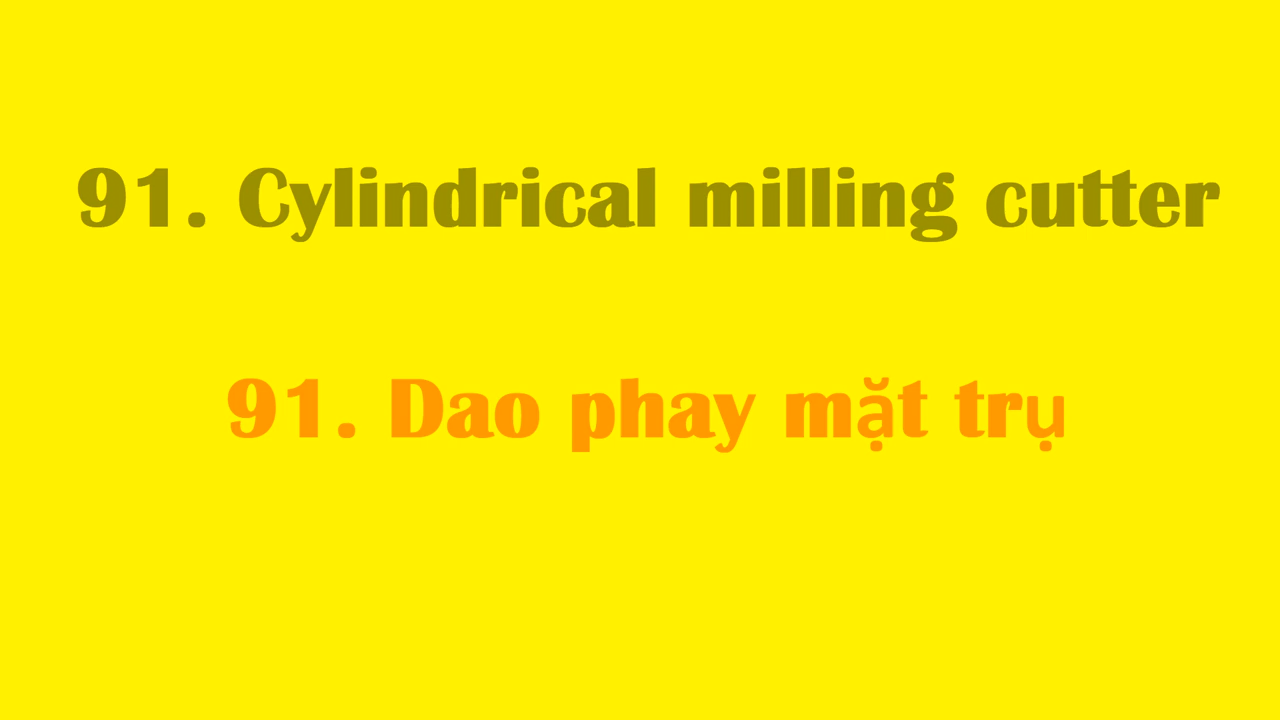 91. Cylindrical milling cutter
91. Dao phay mặt trụ